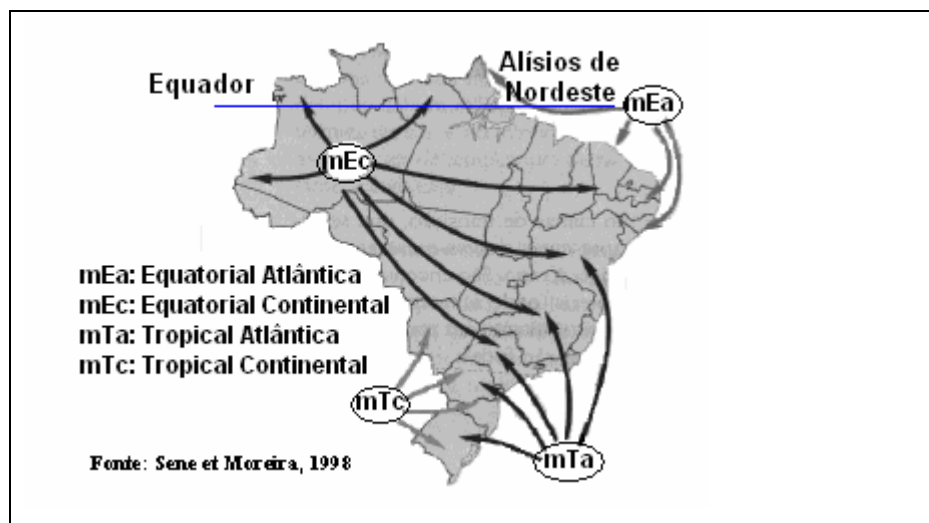 Equador
Alísios de
Nordeste
mEa
mEc
mEa: Equatorial Atlântica
mEc: Equatorial Continental
mTa: Tropical Atlântica
mTc: Tropical Continental
mTc
mTa
Fonte: Sene et Moreira, 1998